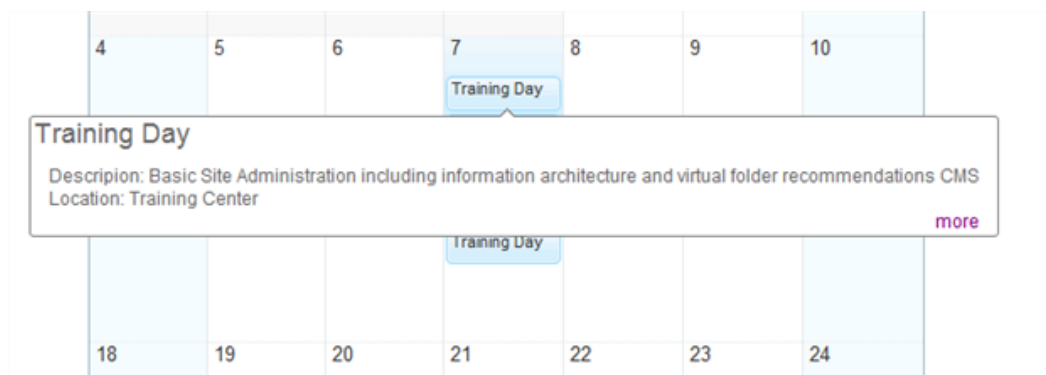 4 5 6 7 8 9 10
Training Day
Training Day
Descripion: Basic Site Administration including information architecture and virtual folder recommendations CMS
Location: Training Center
more
Training Day
18 19 20 21 22 23 24